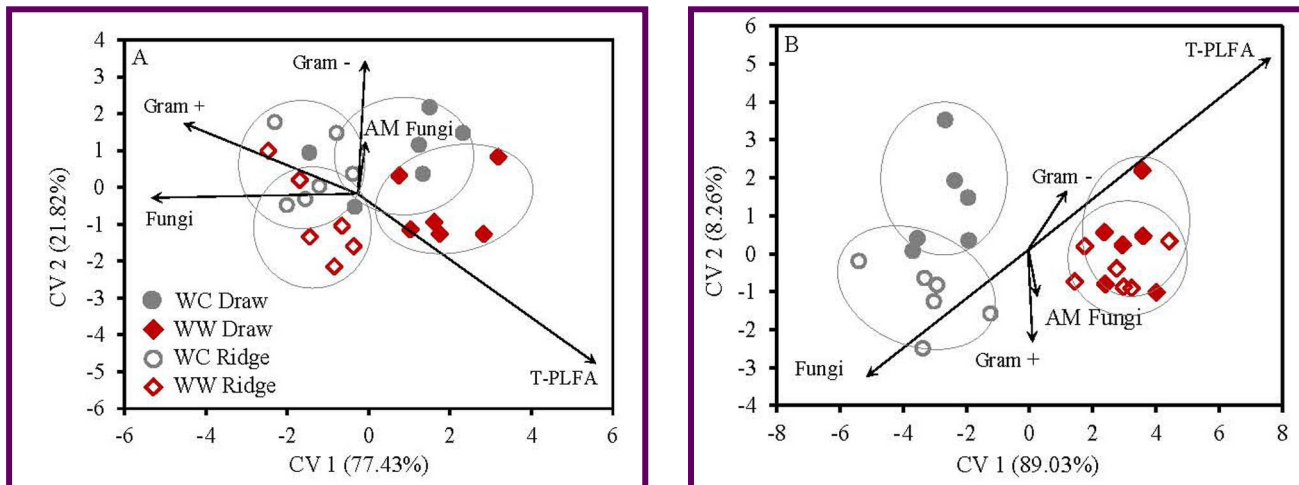 A
4
3
2
1
0
-1
-2
-3
-4
-5
-6
CV 2 (21.82%)
Gram -
Gram +
AM Fungi
Fungi
T-PLFA
WC Draw
WW Draw
WC Ridge
WW Ridge
-6 -4 -2 0 2 4 6
CV 1 (77.43%)
B
6
5
4
3
2
1
0
-1
-2
-3
-4
CV 2 (8.26%)
T-PLFA
Gram -
AM Fungi
Gram +
Fungi
-8 -6 -4 -2 0 2 4 6 8
CV 1 (89.03%)